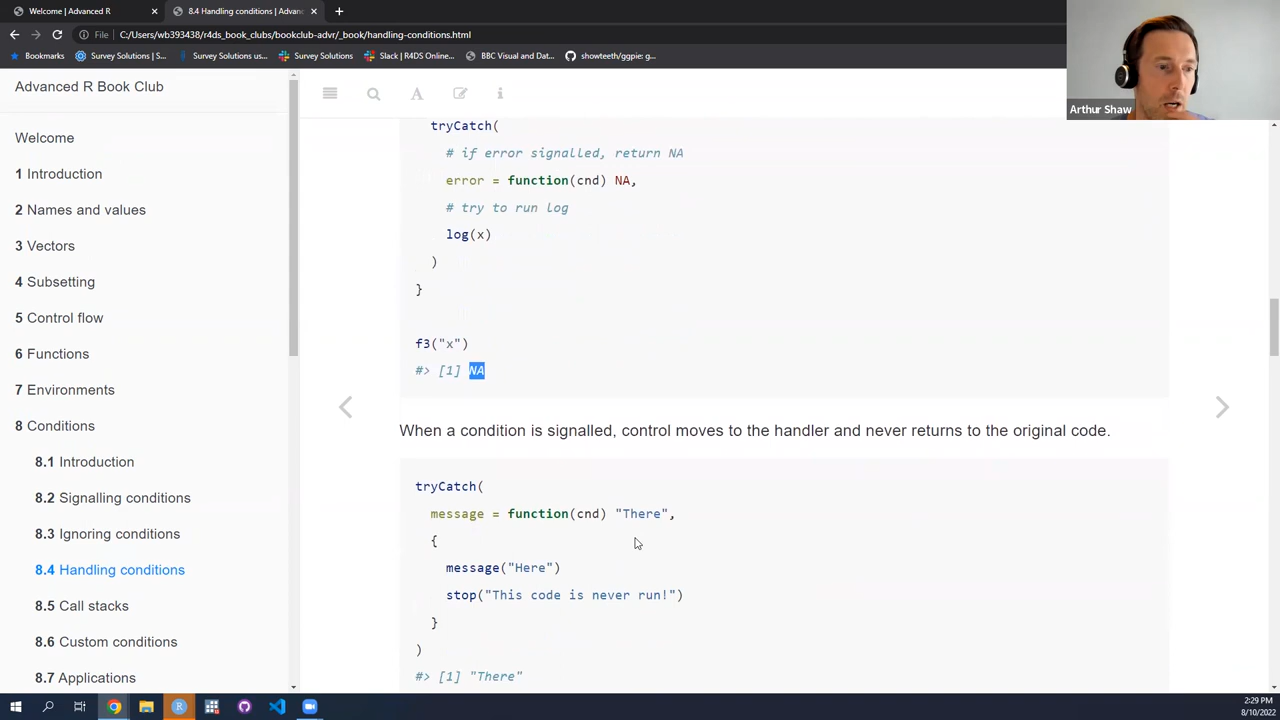 Welcome | Advanced R
8.4 Handling conditions | Advan
File
C:/Users/wb393438/r4ds_book_clubs/bookclub-advr/_book/handling-conditions.html
Bookmarks
Survey Solutions | S...
Survey Solutions us...
Survey Solutions
Slack | R4DS Online...
BBC Visual and Dat...
showteeth/ggpie: g...
Arthur Shaw
Advanced R Book Club
Welcome
1 Introduction
2 Names and values
3 Vectors
4 Subsetting
5 Control flow
6 Functions
7 Environments
8 Conditions
8.1 Introduction
8.2 Signalling conditions
8.3 Ignoring conditions
8.4 Handling conditions
8.5 Call stacks
8.6 Custom conditions
8.7 Applications
tryCatch(
# if error signalled, return NA
error = function(cnd) NA,
# try to run log
log(x)
)
}
f3("x")
#> [1] NA
When a condition is signalled, control moves to the handler and never returns to the original code.
tryCatch(
message = function(cnd) "There",
{
message("Here")
stop("This code is never run!")
}
)
#> [1] "There"
2:29 PM
8/10/2022